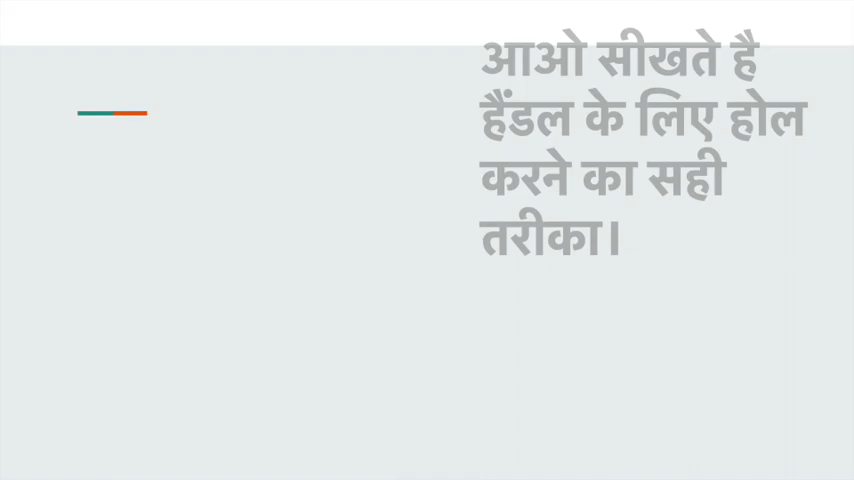 आओ सीखते है
हैंडल के लिए होल
करने का सही
तरीका।